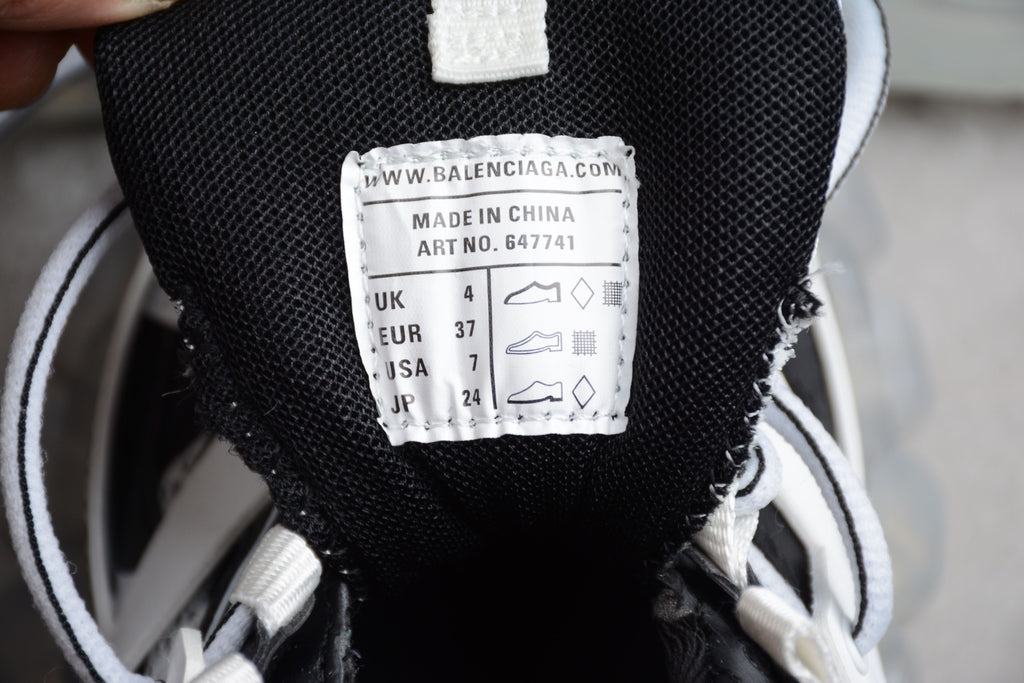 WWW.BALENCIAGA.COM
MADE IN CHINA
ART NO. 647741
UK 4
EUR 37
USA 7
JP 24